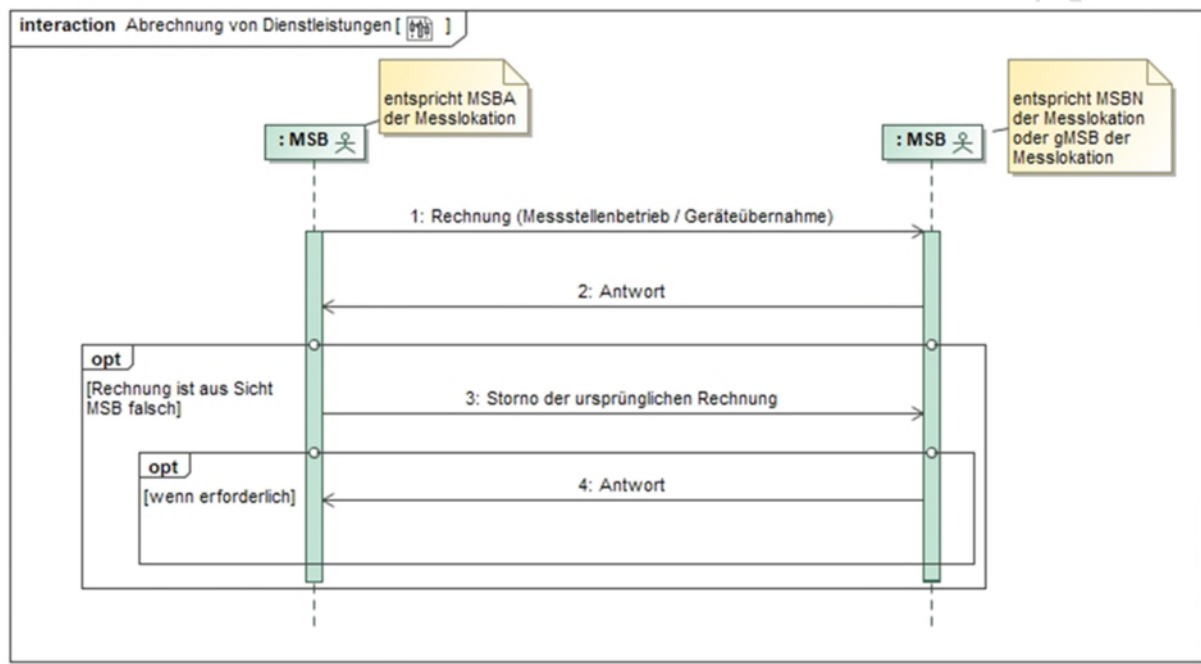 interaction Abrechnung von Dienstleistungen [ ]
entspricht MSBA
der Messlokation
: MSB
entspricht MSBN
der Messlokation
oder gMSB der
Messlokation
: MSB
1: Rechnung (Messstellenbetrieb / Geräteübernahme)
2: Antwort
opt
[Rechnung ist aus Sicht
MSB falsch]
3: Storno der ursprünglichen Rechnung
opt
[wenn erforderlich]
4: Antwort